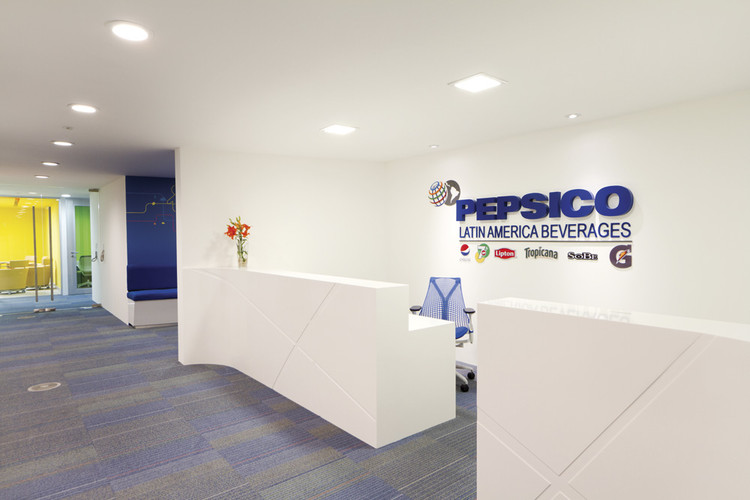 PEPSICO
LATIN AMERICA BEVERAGES
Lipton Tropicana SoBe G